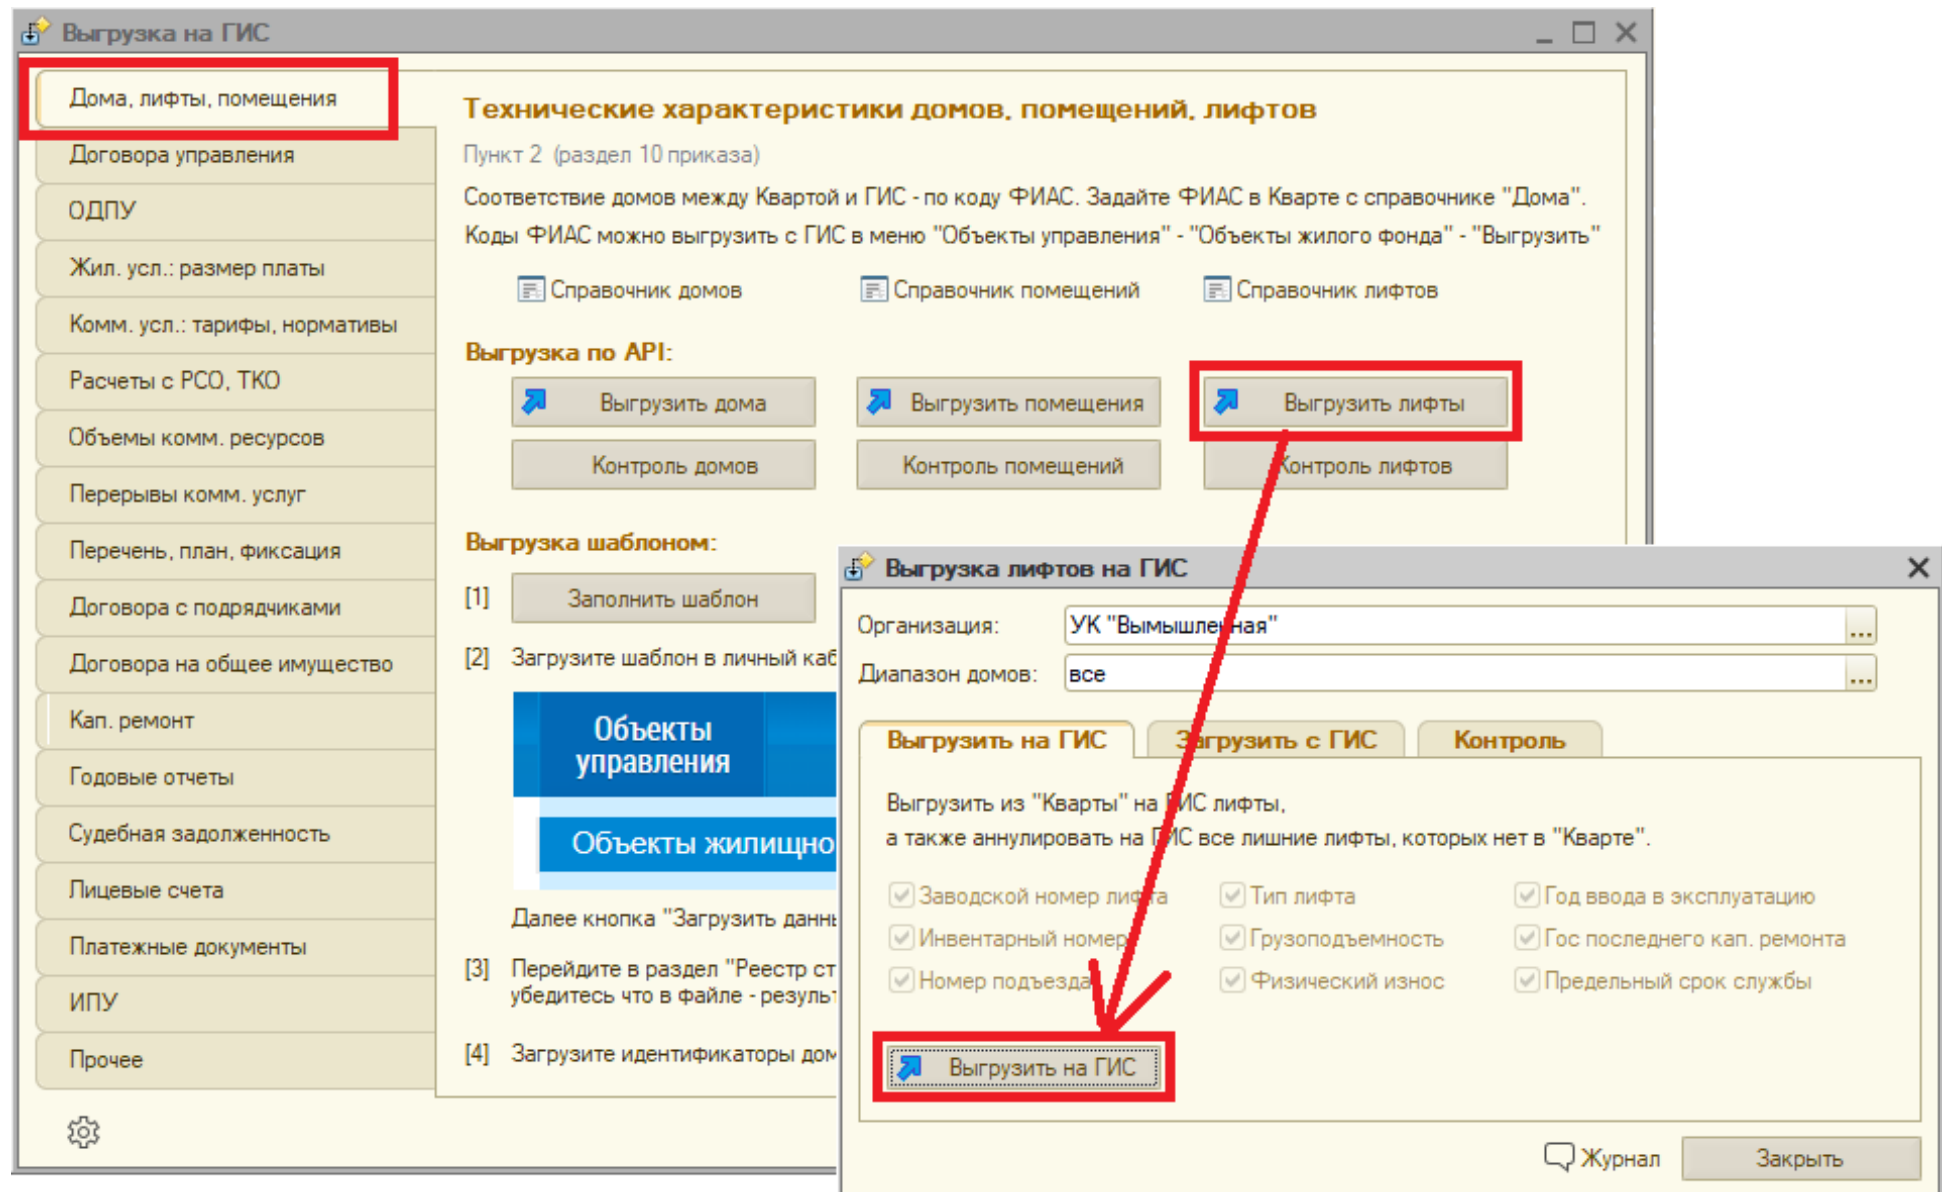 Выгрузка на ГИС
Дома, лифты, помещения
Договора управления
ОДПУ
Жил. усл.: размер платы
Комм. усл.: тарифы, нормативы
Расчеты с РСО, ТКО
Объемы комм. ресурсов
Перерывы комм. услуг
Перечень, план, фиксация
Договора с подрядчиками
Договора на общее имущество
Кап. ремонт
Годовые отчеты
Судебная задолженность
Лицевые счета
Платежные документы
ИПУ
Прочее
Технические характеристики домов, помещений, лифтов
Пункт 2 (раздел 10 приказа)
Соответствие домов между Квартой и ГИС - по коду ФИАС. Задайте ФИАС в Кварте с справочнике "Дома".
Коды ФИАС можно выгрузить с ГИС в меню "Объекты управления" - "Объекты жилого фонда" - "Выгрузить"
Справочник домов
Справочник помещений
Справочник лифтов
Выгрузка по API:
Выгрузить дома
Выгрузить помещения
Выгрузить лифты
Контроль домов
Контроль помещений
Контроль лифтов
Выгрузка шаблоном:
[1] Заполнить шаблон
[2] Загрузите шаблон в личный каб
Объекты
управления
Объекты жилищно
Далее кнопка "Загрузить данны
[3] Перейдите в раздел "Реестр ст
убедитесь что в файле - результ
[4] Загрузите идентификаторы дом
Выгрузка лифтов на ГИС
Организация: УК "Вымышленная"
Диапазон домов: все
Выгрузить на ГИС
Загрузить с ГИС
Контроль
Выгрузить из "Кварты" на ГИС лифты,
а также аннулировать на ГИС все лишние лифты, которых нет в "Кварте".
Заводской номер лифта
Тип лифта
Год ввода в эксплуатацию
Инвентарный номер
Грузоподъемность
Гос последнего кап. ремонта
Номер подъезда
Физический износ
Предельный срок службы
Выгрузить на ГИС
Журнал
Закрыть